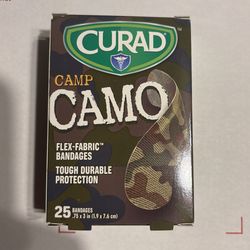 CURAD
CAMP
CAMO
FLEX-FABRIC™
BANDAGES
TOUGH DURABLE
PROTECTION
25 BANDAGES
.75 x 3 in (1.9 x 7.6 cm)